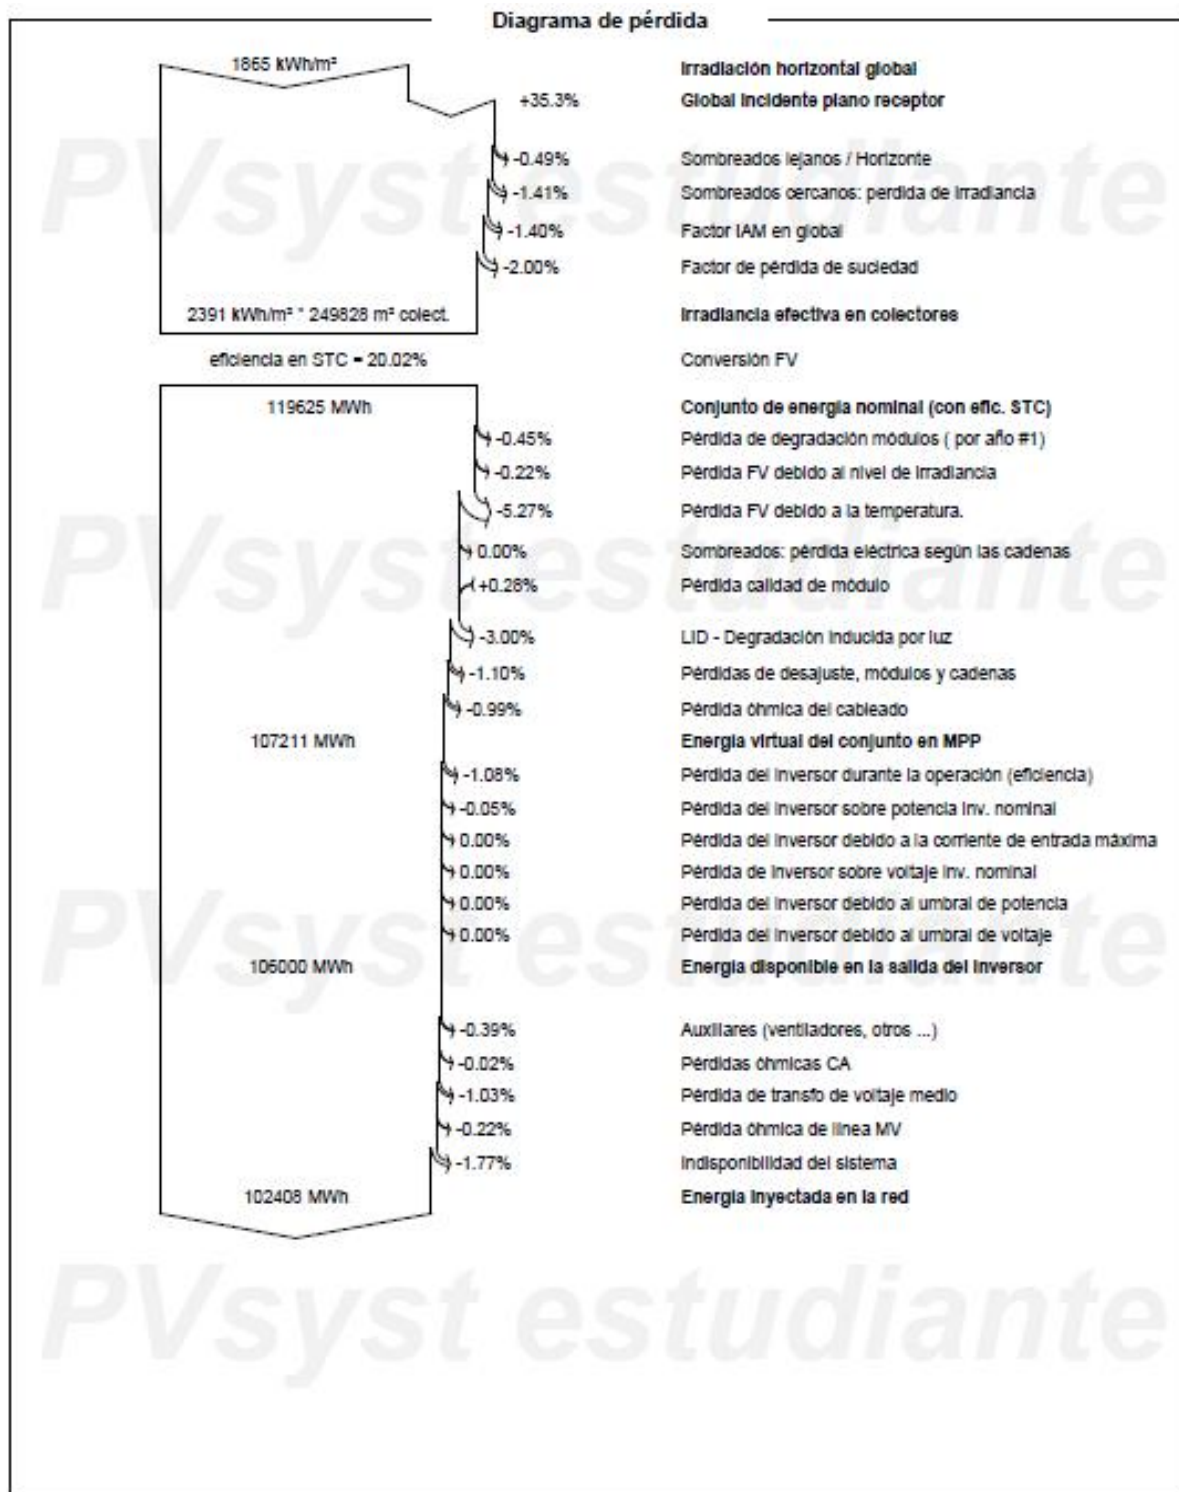 Diagrama de pérdida
1865 kWh/m² Irradiación horizontal global
+35.3% Global incidente plano receptor
-0.49% Sombreados lejanos / Horizonte
-1.41% Sombreados cercanos: perdida de irradiancia
-1.40% Factor IAM en global
-2.00% Factor de pérdida de suciedad
2391 kWh/m² * 249828 m² colect. Irradiancia efectiva en colectores
eficiencia en STC = 20.02% Conversión FV
119625 MWh Conjunto de energía nominal (con efic. STC)
-0.45% Pérdida de degradación módulos ( por año #1)
-0.22% Pérdida FV debido al nivel de irradiancia
-5.27% Pérdida FV debido a la temperatura.
0.00% Sombreados: pérdida eléctrica según las cadenas
+0.28% Pérdida calidad de módulo
-3.00% LID - Degradación inducida por luz
-1.10% Pérdidas de desajuste, módulos y cadenas
-0.99% Pérdida óhmica del cableado
107211 MWh Energía virtual del conjunto en MPP
-1.08% Pérdida del inversor durante la operación (eficiencia)
-0.05% Pérdida del inversor sobre potencia inv. nominal
0.00% Pérdida del inversor debido a la corriente de entrada máxima
0.00% Pérdida de inversor sobre voltaje inv. nominal
0.00% Pérdida del inversor debido al umbral de potencia
0.00% Pérdida del inversor debido al umbral de voltaje
106000 MWh Energía disponible en la salida del inversor
-0.39% Auxiliares (ventiladores, otros ...)
-0.02% Pérdidas óhmicas CA
-1.03% Pérdida de transfo de voltaje medio
-0.22% Pérdida óhmica de línea MV
-1.77% Indisponibilidad del sistema
102408 MWh Energía inyectada en la red
PVsyst estudiante
PVsyst estudiante
PVsyst estudiante
PVsyst estudiante